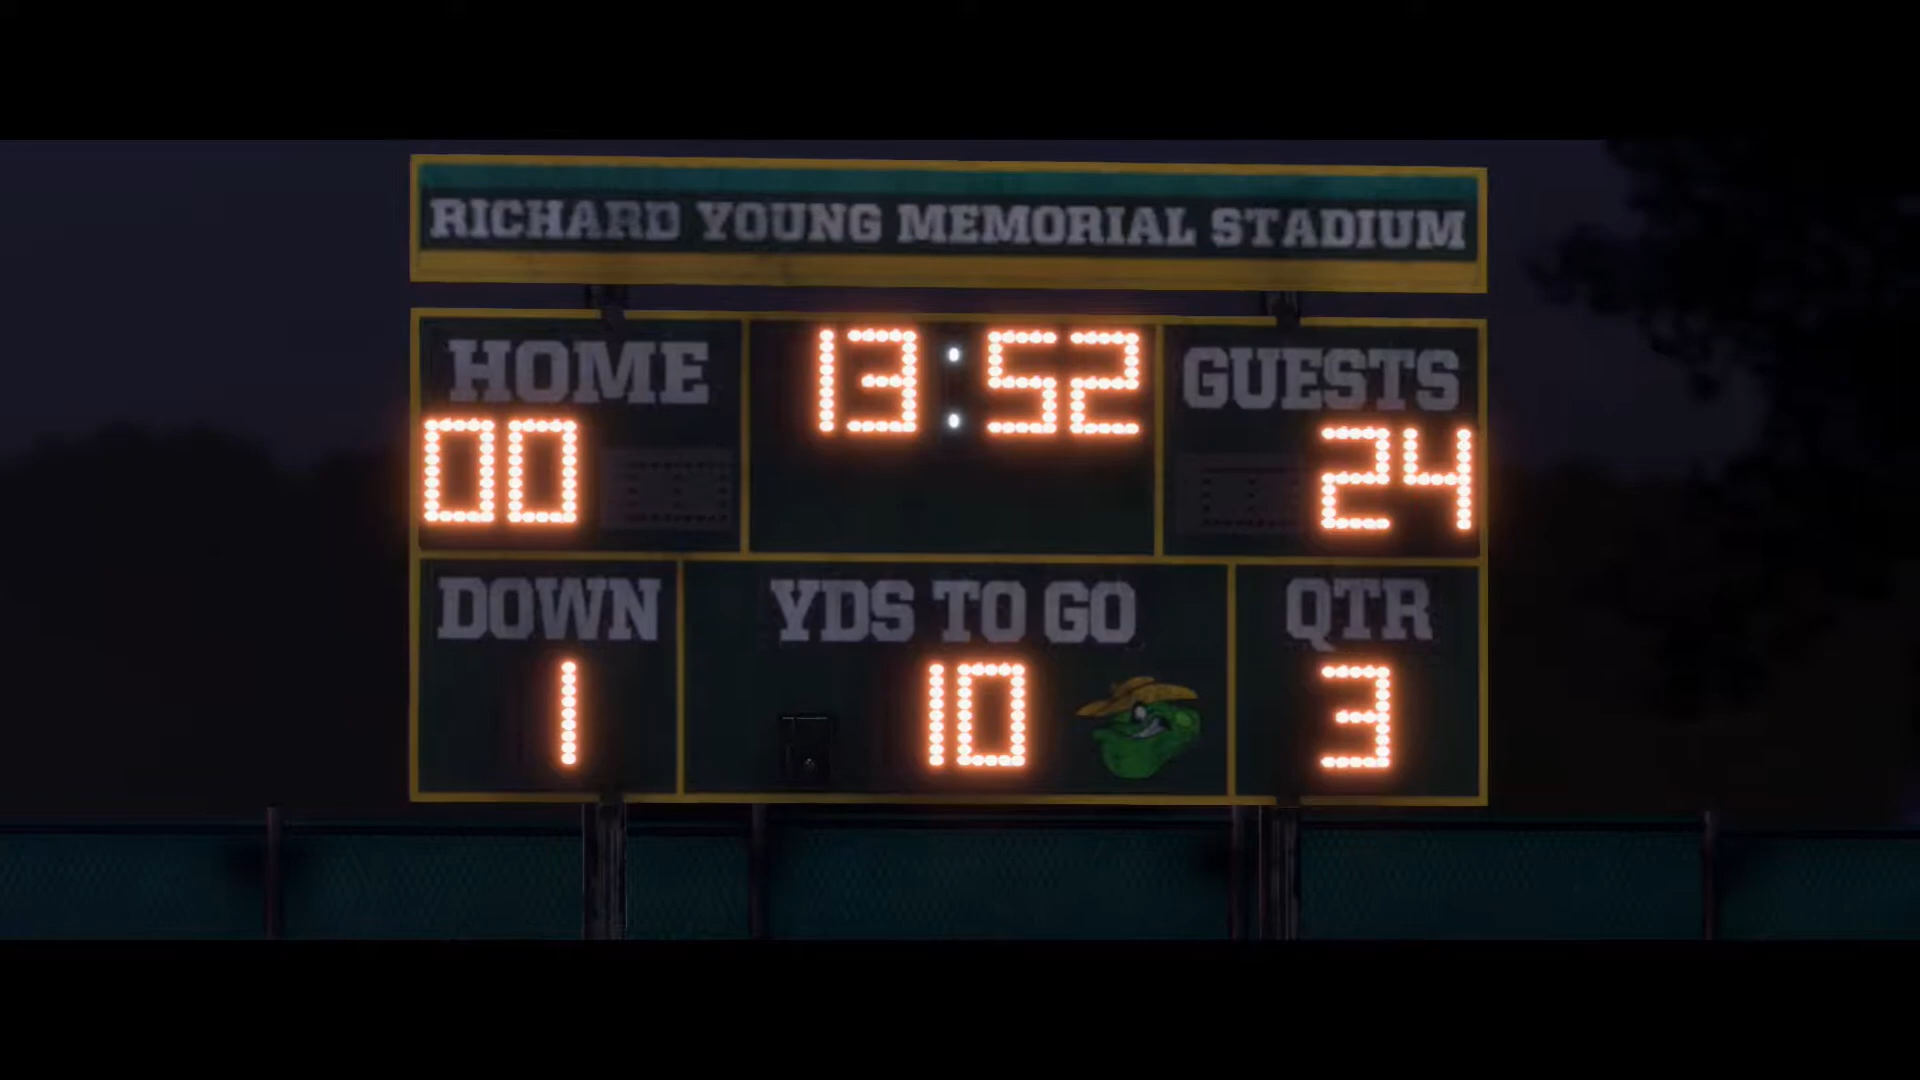 RICHARD YOUNG MEMORIAL STADIUM
HOME 13:52 GUESTS
00 24
DOWN YDS TO GO QTR
1 10 3